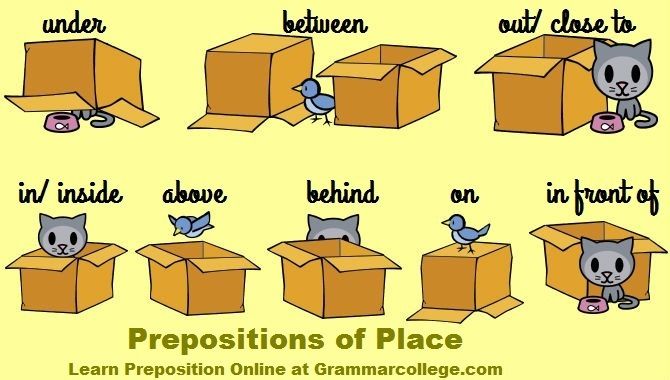 under between out/ close to
in/ inside above behind on in front of
Prepositions of Place
Learn Preposition Online at Grammarcollege.com